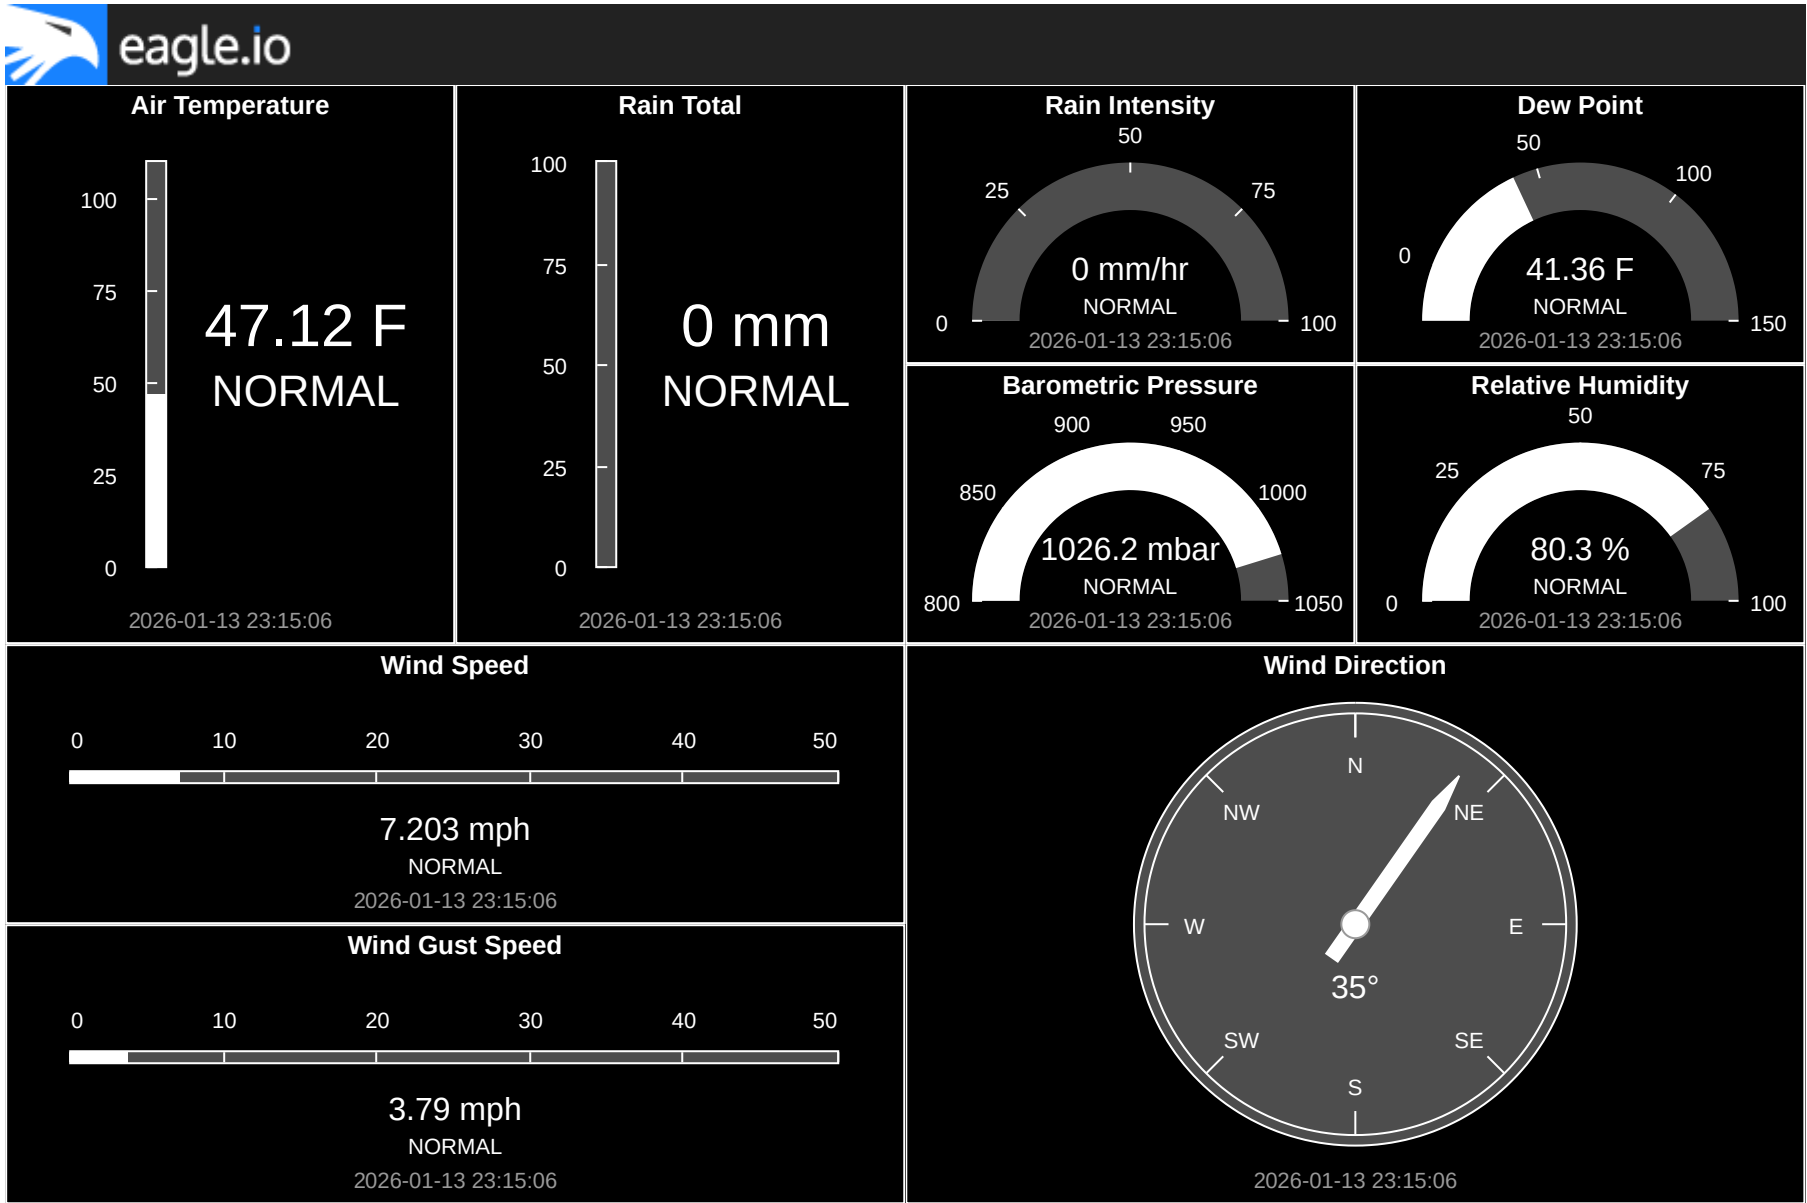 eagle.io
Air Temperature
100
75
50
25
0
47.12 F
NORMAL
2026-01-13 23:15:06
Rain Total
100
75
50
25
0
0 mm
NORMAL
2026-01-13 23:15:06
Rain Intensity
0
25
50
75
100
0 mm/hr
NORMAL
2026-01-13 23:15:06
Dew Point
0
50
100
150
41.36 F
NORMAL
2026-01-13 23:15:06
Barometric Pressure
800
850
900
950
1000
1050
1026.2 mbar
NORMAL
2026-01-13 23:15:06
Relative Humidity
0
25
50
75
100
80.3 %
NORMAL
2026-01-13 23:15:06
Wind Speed
0 10 20 30 40 50
7.203 mph
NORMAL
2026-01-13 23:15:06
Wind Gust Speed
0 10 20 30 40 50
3.79 mph
NORMAL
2026-01-13 23:15:06
Wind Direction
N
NW NE
W E
35°
SW SE
S
2026-01-13 23:15:06